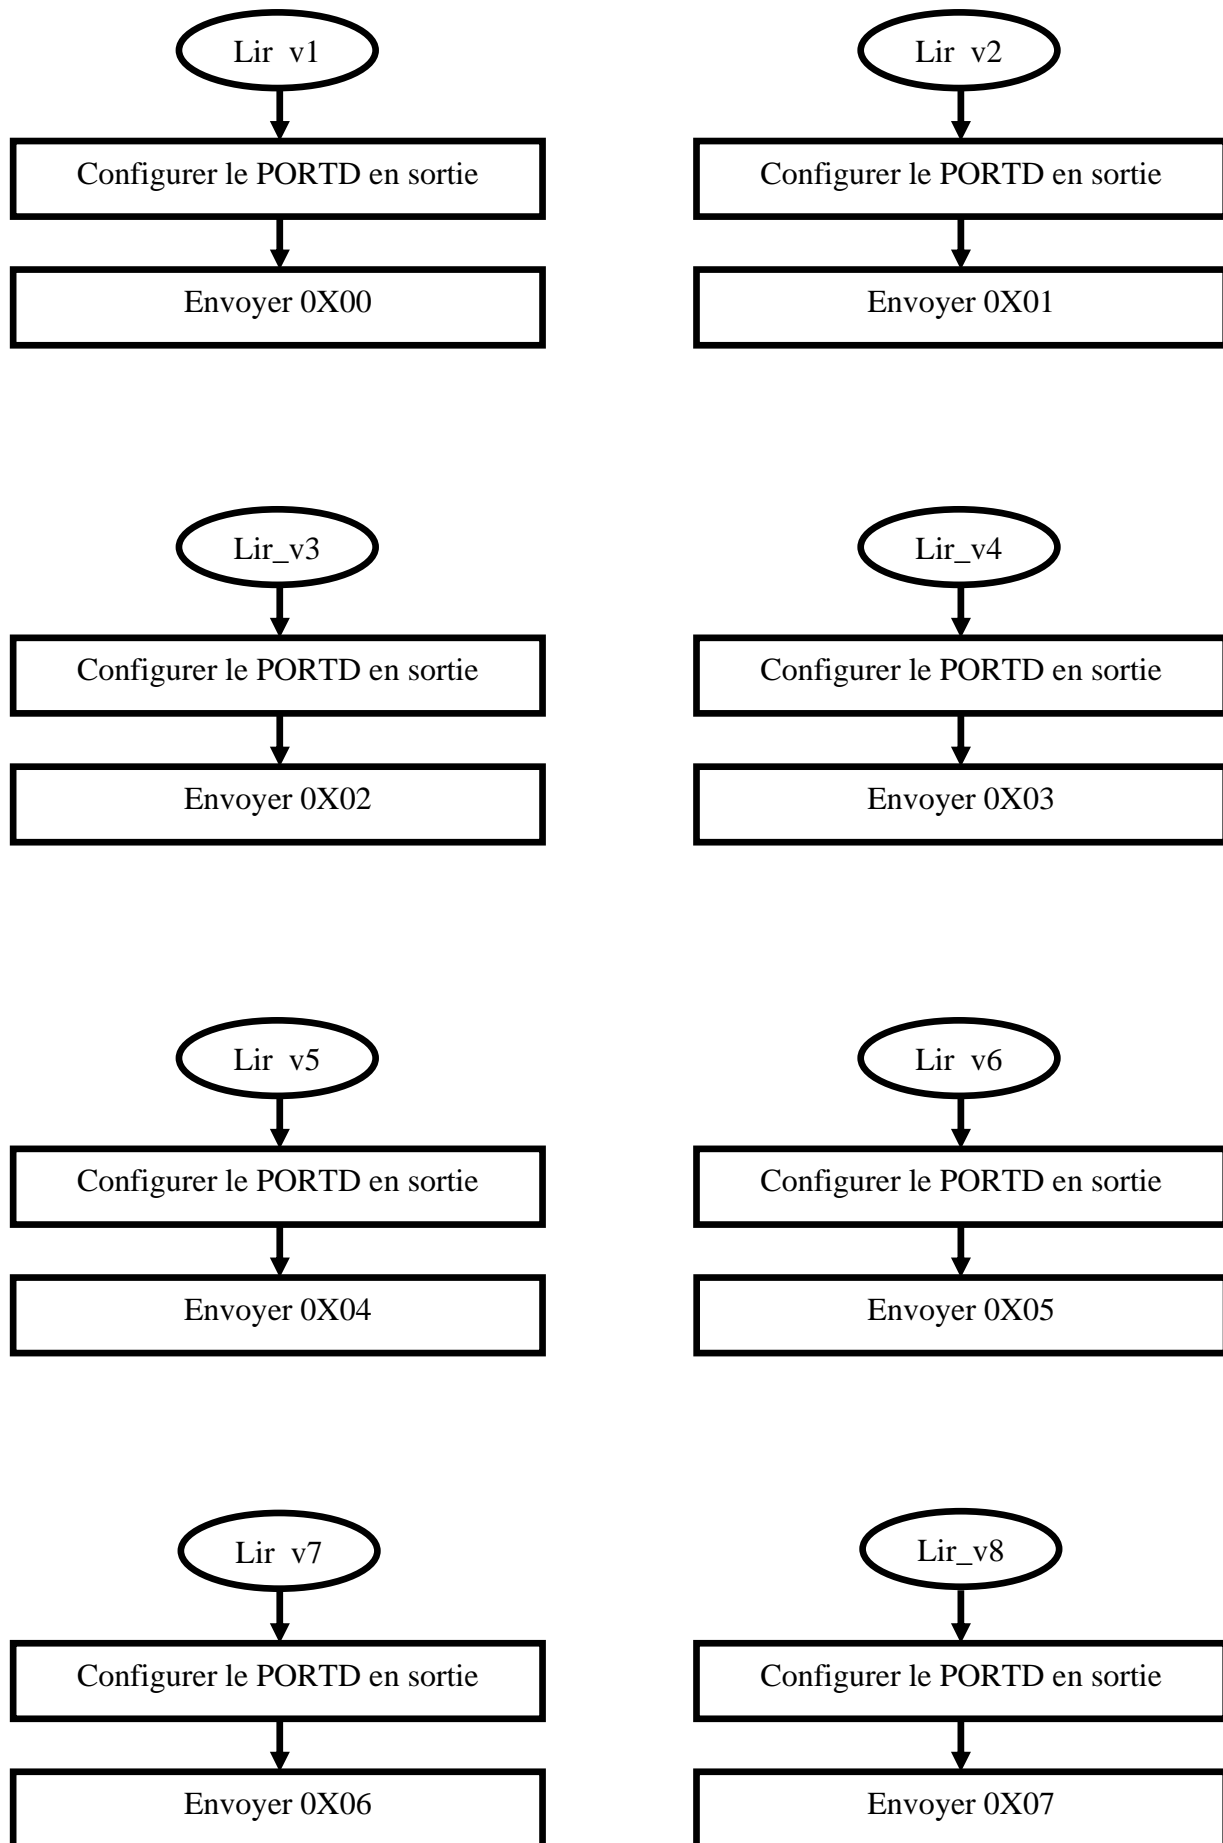 Lir v1
Configurer le PORTD en sortie
Envoyer 0X00
Lir v2
Configurer le PORTD en sortie
Envoyer 0X01
Lir_v3
Configurer le PORTD en sortie
Envoyer 0X02
Lir_v4
Configurer le PORTD en sortie
Envoyer 0X03
Lir v5
Configurer le PORTD en sortie
Envoyer 0X04
Lir v6
Configurer le PORTD en sortie
Envoyer 0X05
Lir v7
Configurer le PORTD en sortie
Envoyer 0X06
Lir_v8
Configurer le PORTD en sortie
Envoyer 0X07